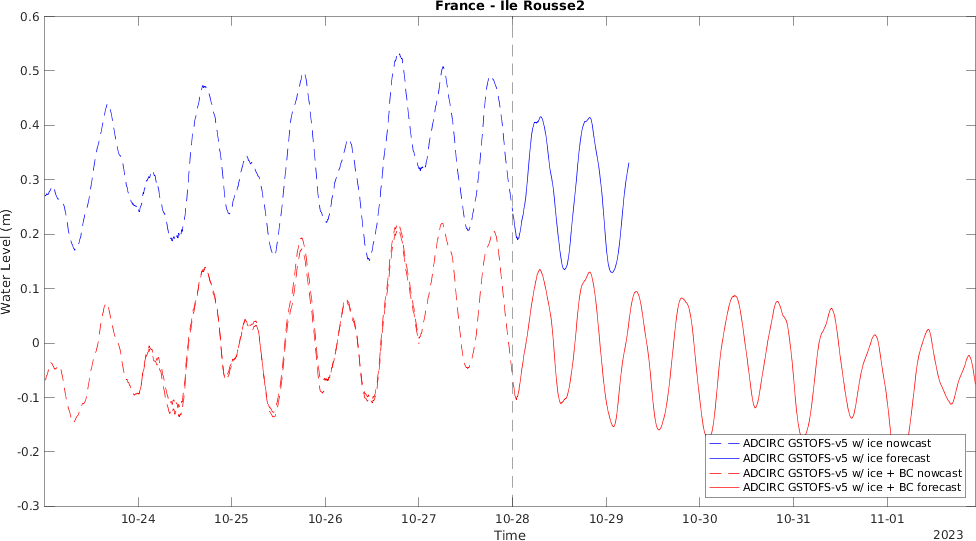 France - Ile Rousse2
0.6
0.5
0.4
0.3
0.2
0.1
0
-0.1
-0.2
-0.3
Water Level (m)
ADCIRC GSTOFS-v5 w/ ice nowcast
ADCIRC GSTOFS-v5 w/ ice forecast
ADCIRC GSTOFS-v5 w/ ice + BC nowcast
ADCIRC GSTOFS-v5 w/ ice + BC forecast
10-24 10-25 10-26 10-27 10-28 10-29 10-30 10-31 11-01
Time
2023